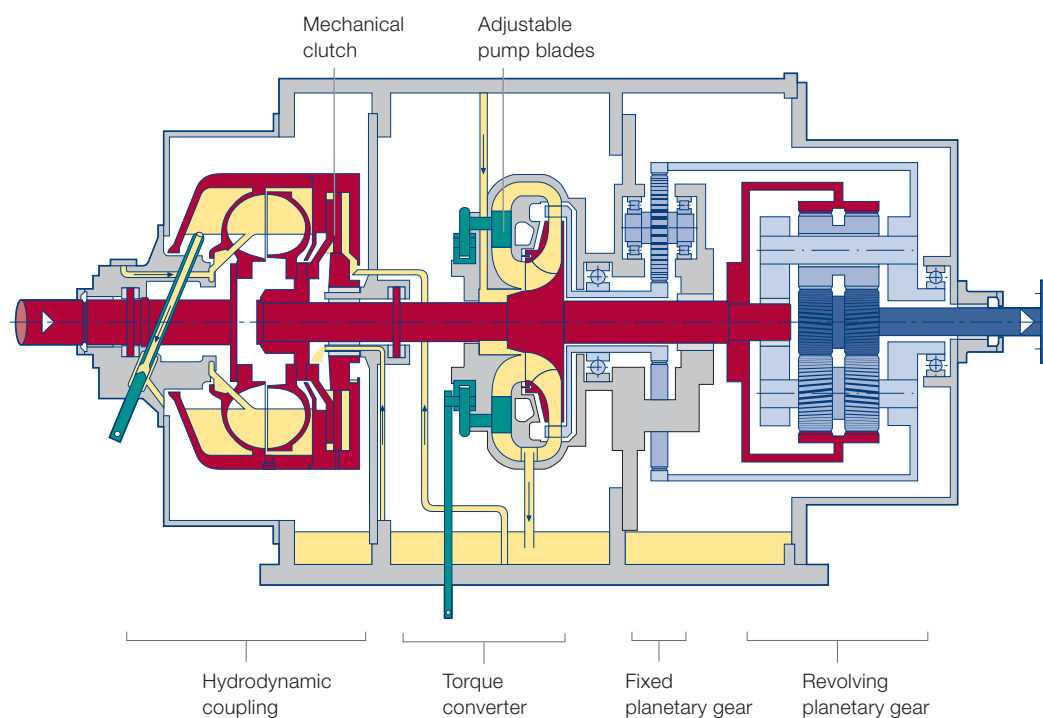 Mechanical
clutch
Adjustable
pump blades
Hydrodynamic
coupling
Torque
converter
Fixed
planetary gear
Revolving
planetary gear